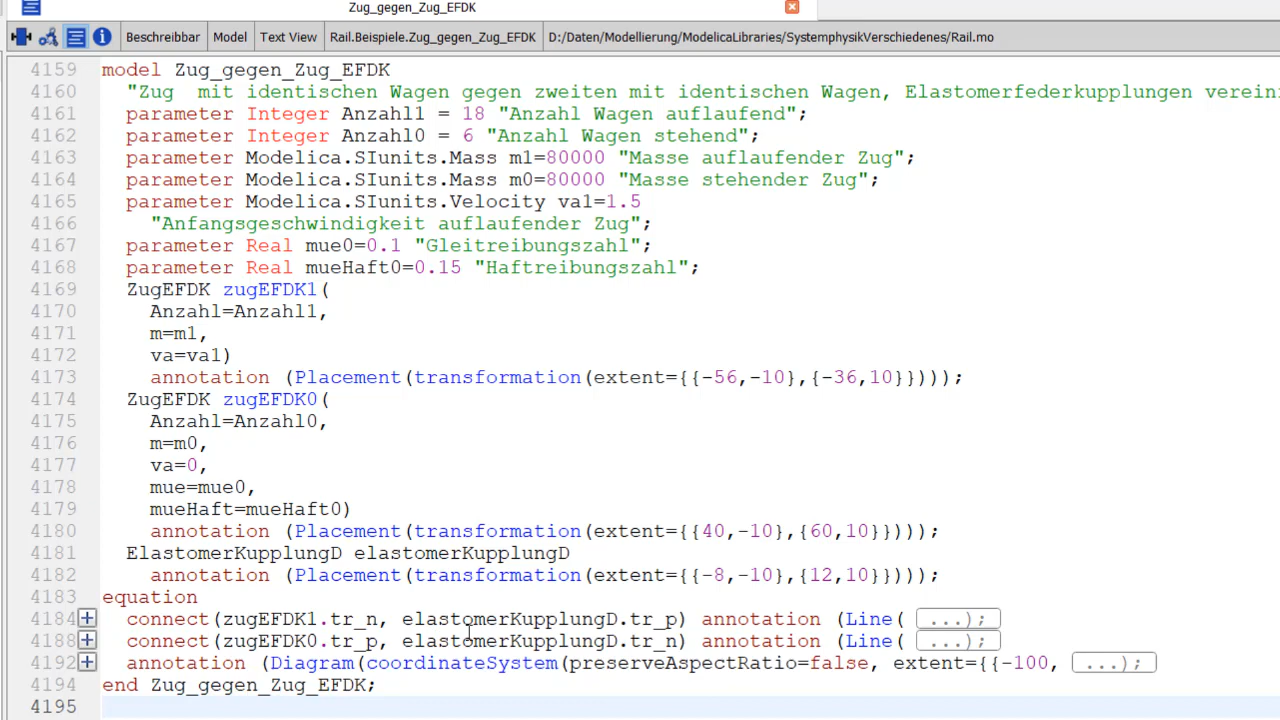 Zug_gegen_Zug_EFDK
Beschreibbar Model Text View Rail.Beispiele.Zug_gegen_Zug_EFDK D:/Daten/Modellierung/ModelicaLibraries/SystemphysikVerschiedenes/Rail.mo
4159 model Zug_gegen_Zug_EFDK
4160 "Zug  mit identischen Wagen gegen zweiten mit identischen Wagen, Elastomerfederkupplungen verein
4161 parameter Integer Anzahl1 = 18 "Anzahl Wagen auflaufend";
4162 parameter Integer Anzahl0 = 6 "Anzahl Wagen stehend";
4163 parameter Modelica.SIunits.Mass m1=80000 "Masse auflaufender Zug";
4164 parameter Modelica.SIunits.Mass m0=80000 "Masse stehender Zug";
4165 parameter Modelica.SIunits.Velocity va1=1.5
4166 "Anfangsgeschwindigkeit auflaufender Zug";
4167 parameter Real mue0=0.1 "Gleitreibungszahl";
4168 parameter Real mueHaft0=0.15 "Haftreibungszahl";
4169 ZugEFDK zugEFDK1(
4170 Anzahl=Anzahl1,
4171 m=m1,
4172 va=va1)
4173 annotation (Placement(transformation(extent={{-56,-10},{-36,10}})));
4174 ZugEFDK zugEFDK0(
4175 Anzahl=Anzahl0,
4176 m=m0,
4177 va=0,
4178 mue=mue0,
4179 mueHaft=mueHaft0)
4180 annotation (Placement(transformation(extent={{40,-10},{60,10}})));
4181 ElastomerKupplungD elastomerKupplungD
4182 annotation (Placement(transformation(extent={{-8,-10},{12,10}})));
4183 equation
4184 connect(zugEFDK1.tr_n, elastomerKupplungD.tr_p) annotation (Line( ...);
4188 connect(zugEFDK0.tr_p, elastomerKupplungD.tr_n) annotation (Line( ...);
4192 annotation (Diagram(coordinateSystem(preserveAspectRatio=false, extent={{-100, ...);
4194 end Zug_gegen_Zug_EFDK;
4195